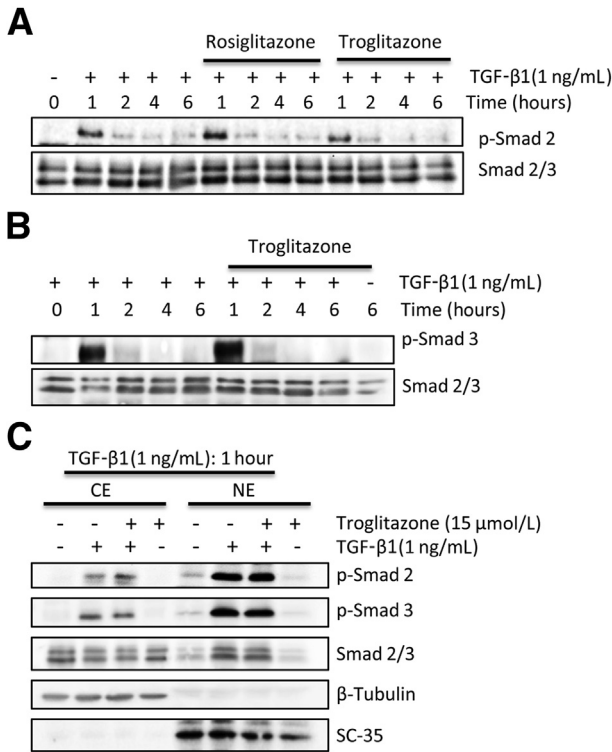 A
Rosiglitazone Troglitazone
- + + + + + + + + + + + + TGF-β1(1 ng/mL)
0 1 2 4 6 1 2 4 6 1 2 4 6 Time (hours)
p-Smad 2
Smad 2/3
B
Troglitazone
+ + + + + + + + + - TGF-β1(1 ng/mL)
0 1 2 4 6 1 2 4 6 6 Time (hours)
p-Smad 3
Smad 2/3
C
TGF-β1(1 ng/mL): 1 hour
CE NE
- - + + - - + + Troglitazone (15 μmol/L)
- + + - - + + - TGF-β1(1 ng/mL)
p-Smad 2
p-Smad 3
Smad 2/3
β-Tubulin
SC-35